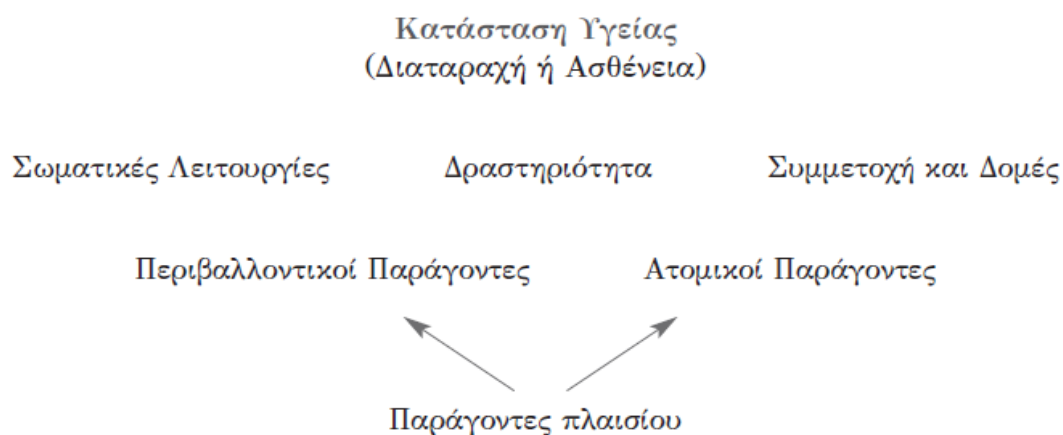 Κατάσταση Υγείας
(Διαταραχή ή Ασθένεια)
Σωματικές Λειτουργίες Δραστηριότητα Συμμετοχή και Δομές
Περιβαλλοντικοί Παράγοντες Ατομικοί Παράγοντες
Παράγοντες πλαισίου